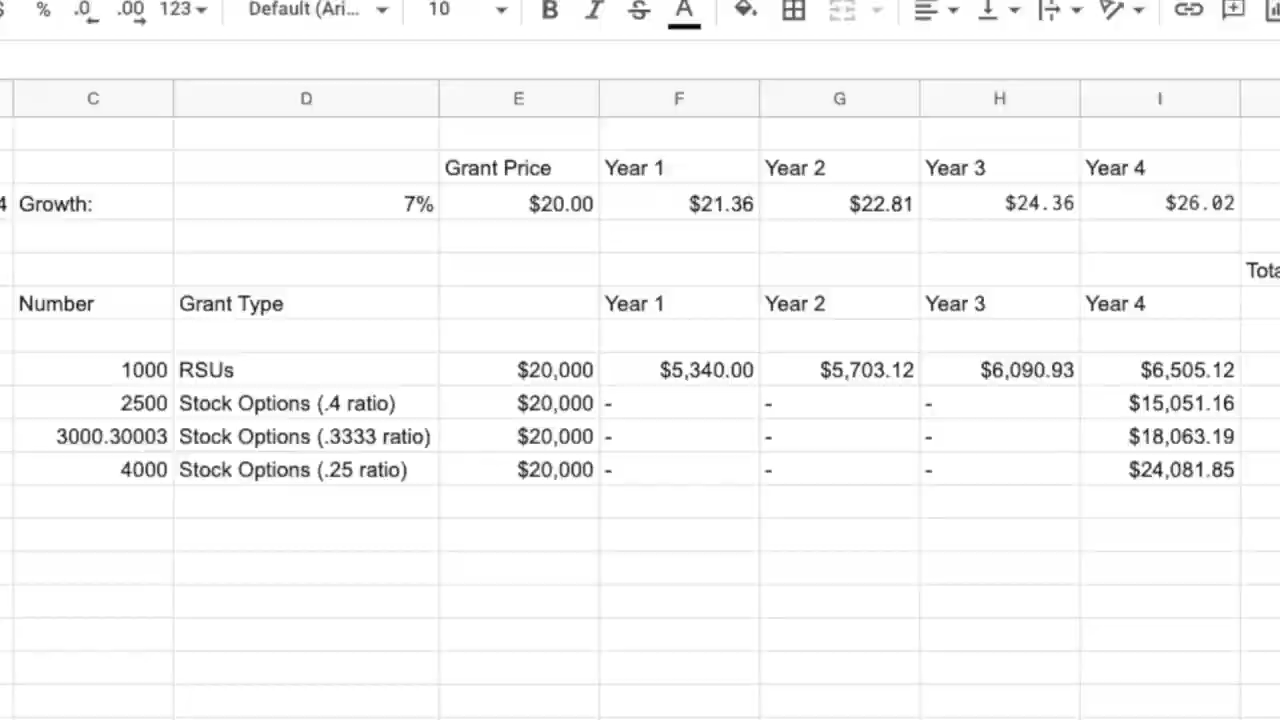 % .0 .00 123 Default (Ari... 10 B I S A
C D E F G H I
Grant Price Year 1 Year 2 Year 3 Year 4
4 Growth: 7% $20.00 $21.36 $22.81 $24.36 $26.02
Number Grant Type Year 1 Year 2 Year 3 Year 4
1000 RSUs $20,000 $5,340.00 $5,703.12 $6,090.93 $6,505.12
2500 Stock Options (.4 ratio) $20,000 - - - $15,051.16
3000.30003 Stock Options (.3333 ratio) $20,000 - - - $18,063.19
4000 Stock Options (.25 ratio) $20,000 - - - $24,081.85